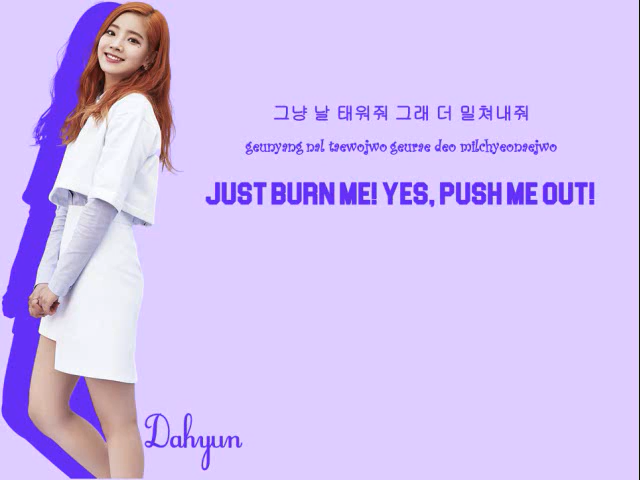 그냥 날 태워줘 그래 더 밀쳐내줘
geunyang nal taewojwo geurae deo milchyeonaejwo
JUST BURN ME! YES, PUSH ME OUT!
Dahyun